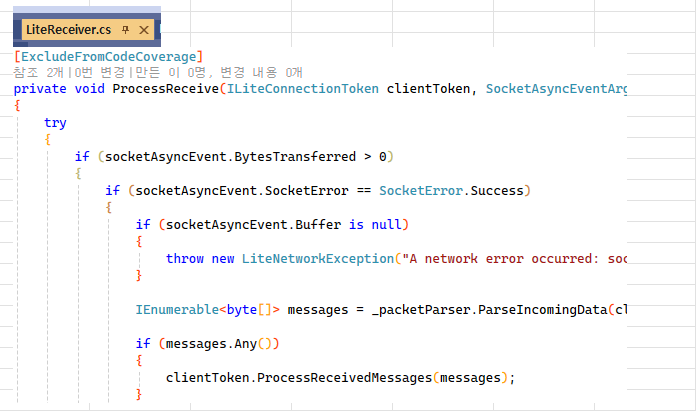 LiteReceiver.cs
[ExcludeFromCodeCoverage]
참조 2개|0번 변경|만든 이 0명, 변경 내용 0개
private void ProcessReceive(ILiteConnectionToken clientToken, SocketAsyncEventArg
{
try
{
if (socketAsyncEvent.BytesTransferred > 0)
{
if (socketAsyncEvent.SocketError == SocketError.Success)
{
if (socketAsyncEvent.Buffer is null)
{
throw new LiteNetworkException("A network error occurred: soc
}
IEnumerable<byte[]> messages = _packetParser.ParseIncomingData(cl
if (messages.Any())
{
clientToken.ProcessReceivedMessages(messages);
}